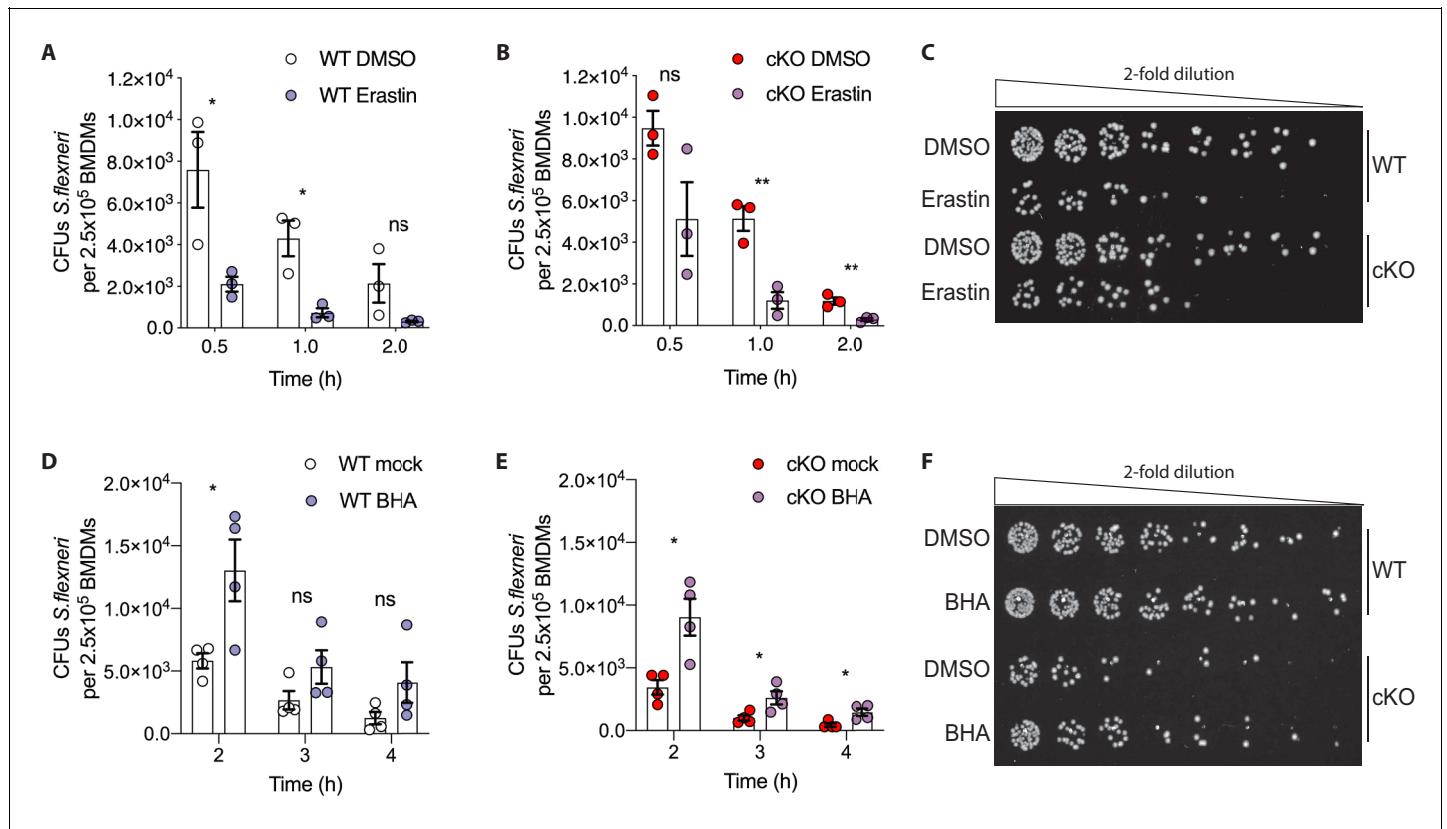 A
WT DMSO
WT Erastin
CFUs S.flexneri
per 2.5x10⁵ BMDMs
1.2×10⁴
1.0×10⁴
8.0×10³
6.0×10³
4.0×10³
2.0×10³
0.0
*
*
ns
0.5 1.0 2.0
Time (h)
B
cKO DMSO
cKO Erastin
CFUs S.flexneri
per 2.5x10⁵ BMDMs
1.2×10⁴
1.0×10⁴
8.0×10³
6.0×10³
4.0×10³
2.0×10³
0.0
ns
**
**
0.5 1.0 2.0
Time (h)
C
2-fold dilution
DMSO
Erastin
WT
DMSO
Erastin
cKO
D
WT mock
WT BHA
CFUs S.flexneri
per 2.5x10⁵ BMDMs
2.0×10⁴
1.5×10⁴
1.0×10⁴
5.0×10³
0.0
*
ns
ns
2 3 4
Time (h)
E
cKO mock
cKO BHA
CFUs S.flexneri
per 2.5x10⁵ BMDMs
2.0×10⁴
1.5×10⁴
1.0×10⁴
5.0×10³
0.0
*
*
*
2 3 4
Time (h)
F
2-fold dilution
DMSO
BHA
WT
DMSO
BHA
cKO